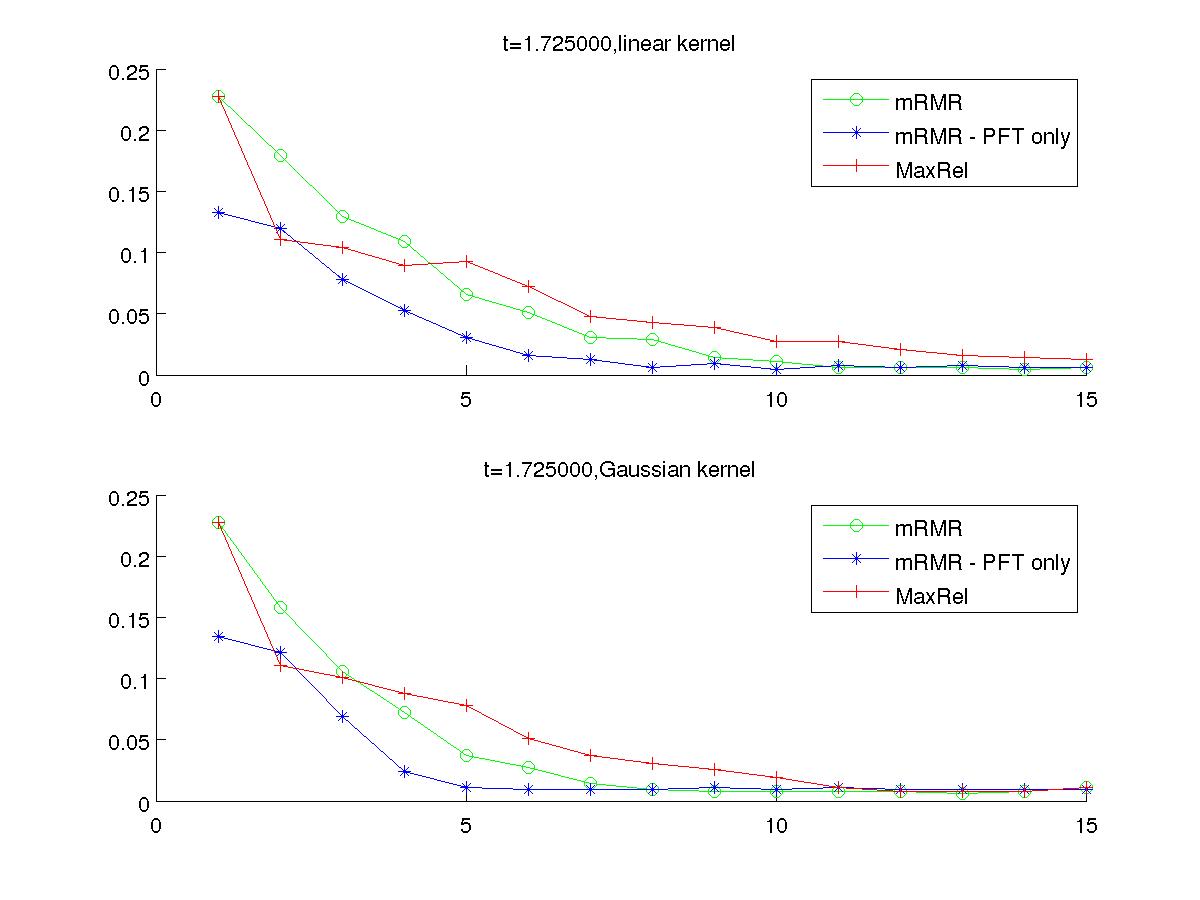 t=1.725000,linear kernel
0.25
0.2
0.15
0.1
0.05
0
0
5
10
15
mRMR
mRMR - PFT only
MaxRel
t=1.725000,Gaussian kernel
0.25
0.2
0.15
0.1
0.05
0
0
5
10
15
mRMR
mRMR - PFT only
MaxRel